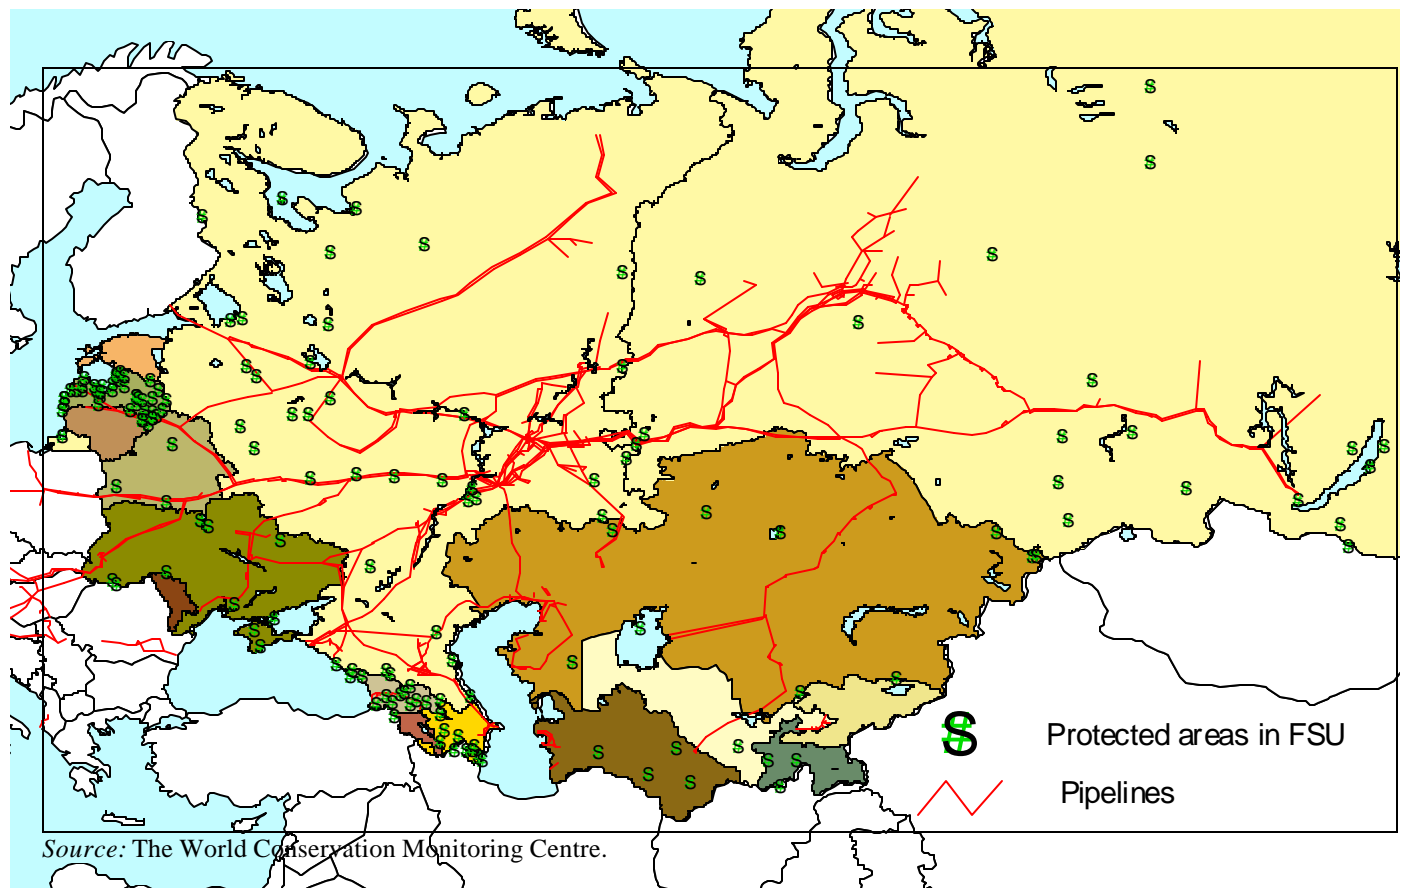 $
Protected areas in FSU
Pipelines
Source: The World Conservation Monitoring Centre.